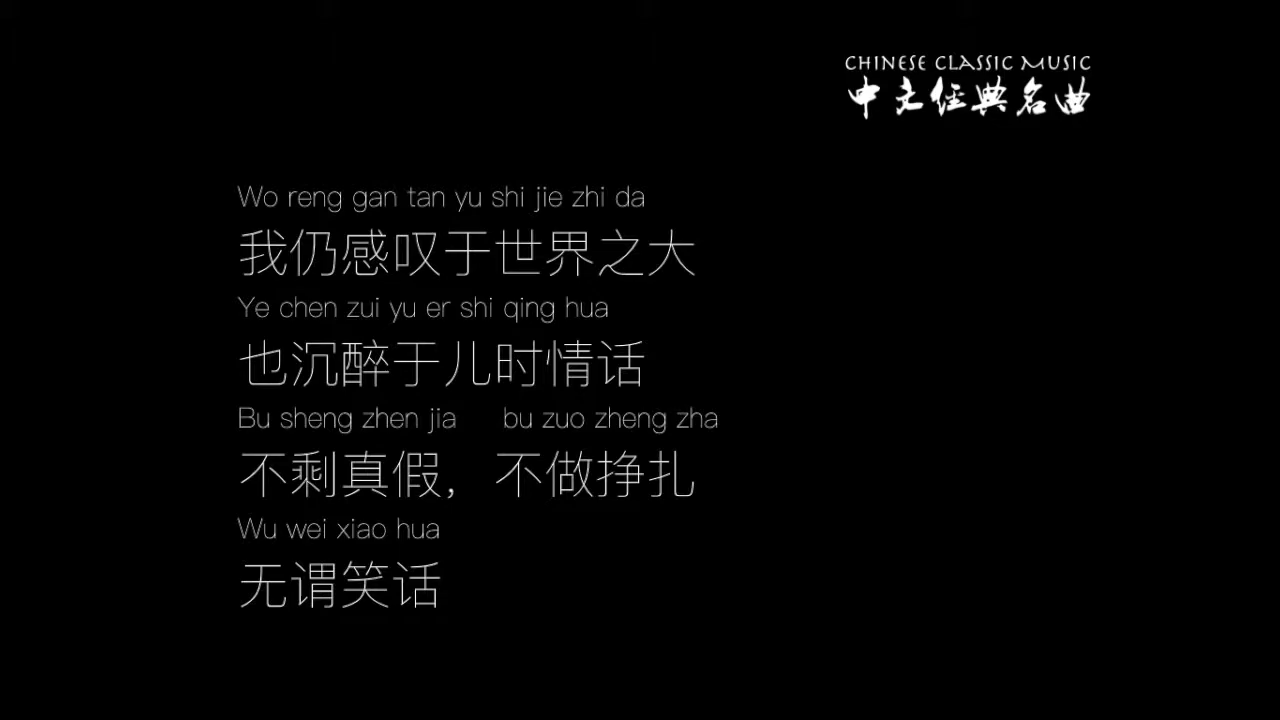 CHINESE CLASSIC MUSIC
中文经典名曲
Wo reng gan tan yu shi jie zhi da
我仍感叹于世界之大
Ye chen zui yu er shi qing hua
也沉醉于儿时情话
Bu sheng zhen jia bu zuo zheng zha
不剩真假，不做挣扎
Wu wei xiao hua
无谓笑话